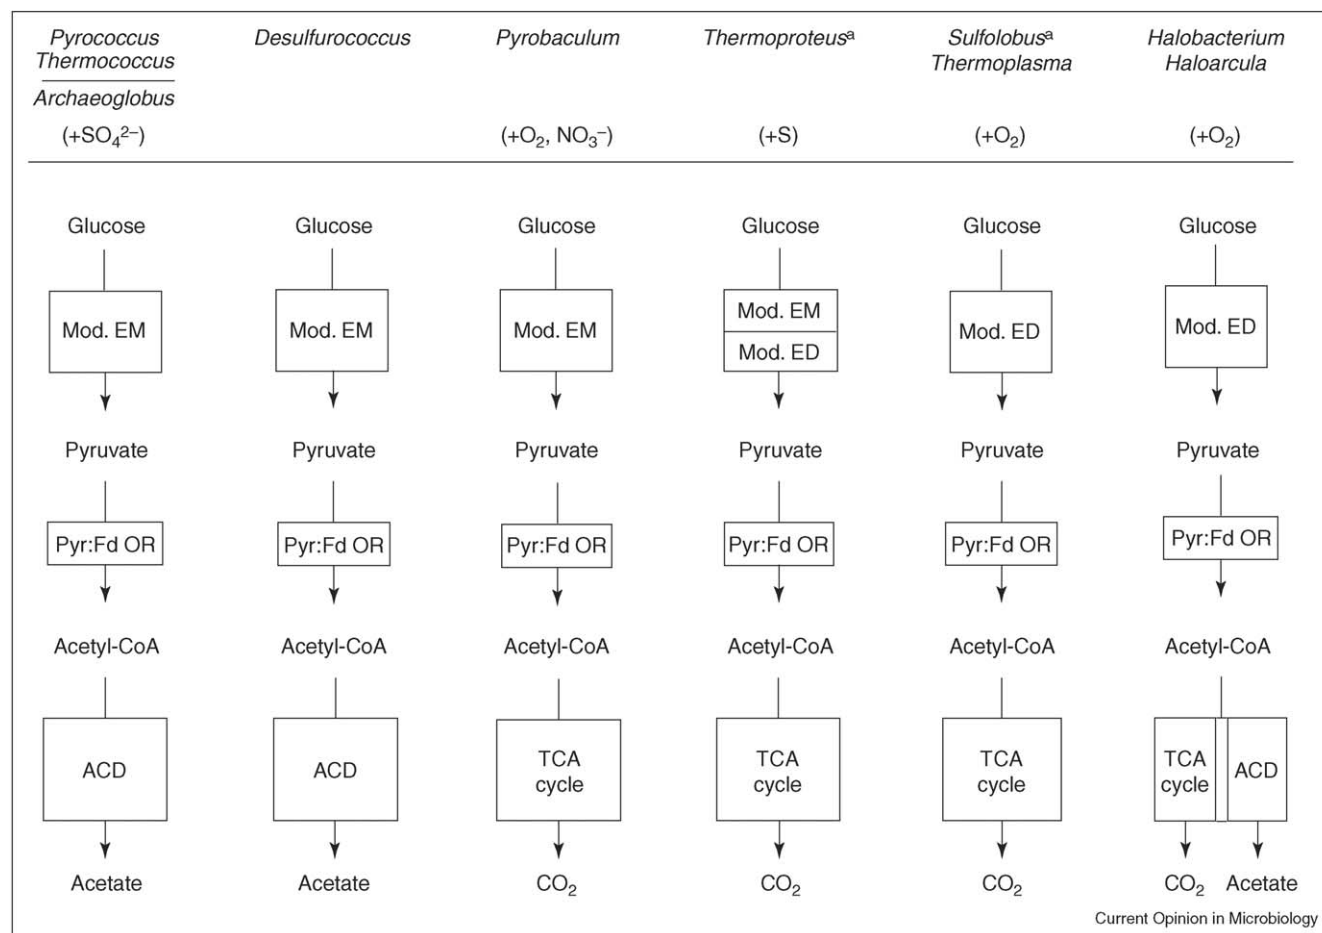 Pyrococcus
Thermococcus
Archaeoglobus
(+SO₄²⁻)
Desulfurococcus
Pyrobaculum
(+O₂, NO₃⁻)
Thermoproteusᵃ
(+S)
Sulfolobusᵃ
Thermoplasma
(+O₂)
Halobacterium
Haloarcula
(+O₂)
Glucose Glucose Glucose Glucose Glucose Glucose
Mod. EM Mod. EM Mod. EM Mod. EM Mod. ED Mod. ED
Mod. ED
Pyruvate Pyruvate Pyruvate Pyruvate Pyruvate Pyruvate
Pyr:Fd OR Pyr:Fd OR Pyr:Fd OR Pyr:Fd OR Pyr:Fd OR Pyr:Fd OR
Acetyl-CoA Acetyl-CoA Acetyl-CoA Acetyl-CoA Acetyl-CoA Acetyl-CoA
ACD ACD TCA cycle TCA cycle TCA cycle TCA cycle ACD
Acetate Acetate CO₂ CO₂ CO₂ CO₂ Acetate
Current Opinion in Microbiology